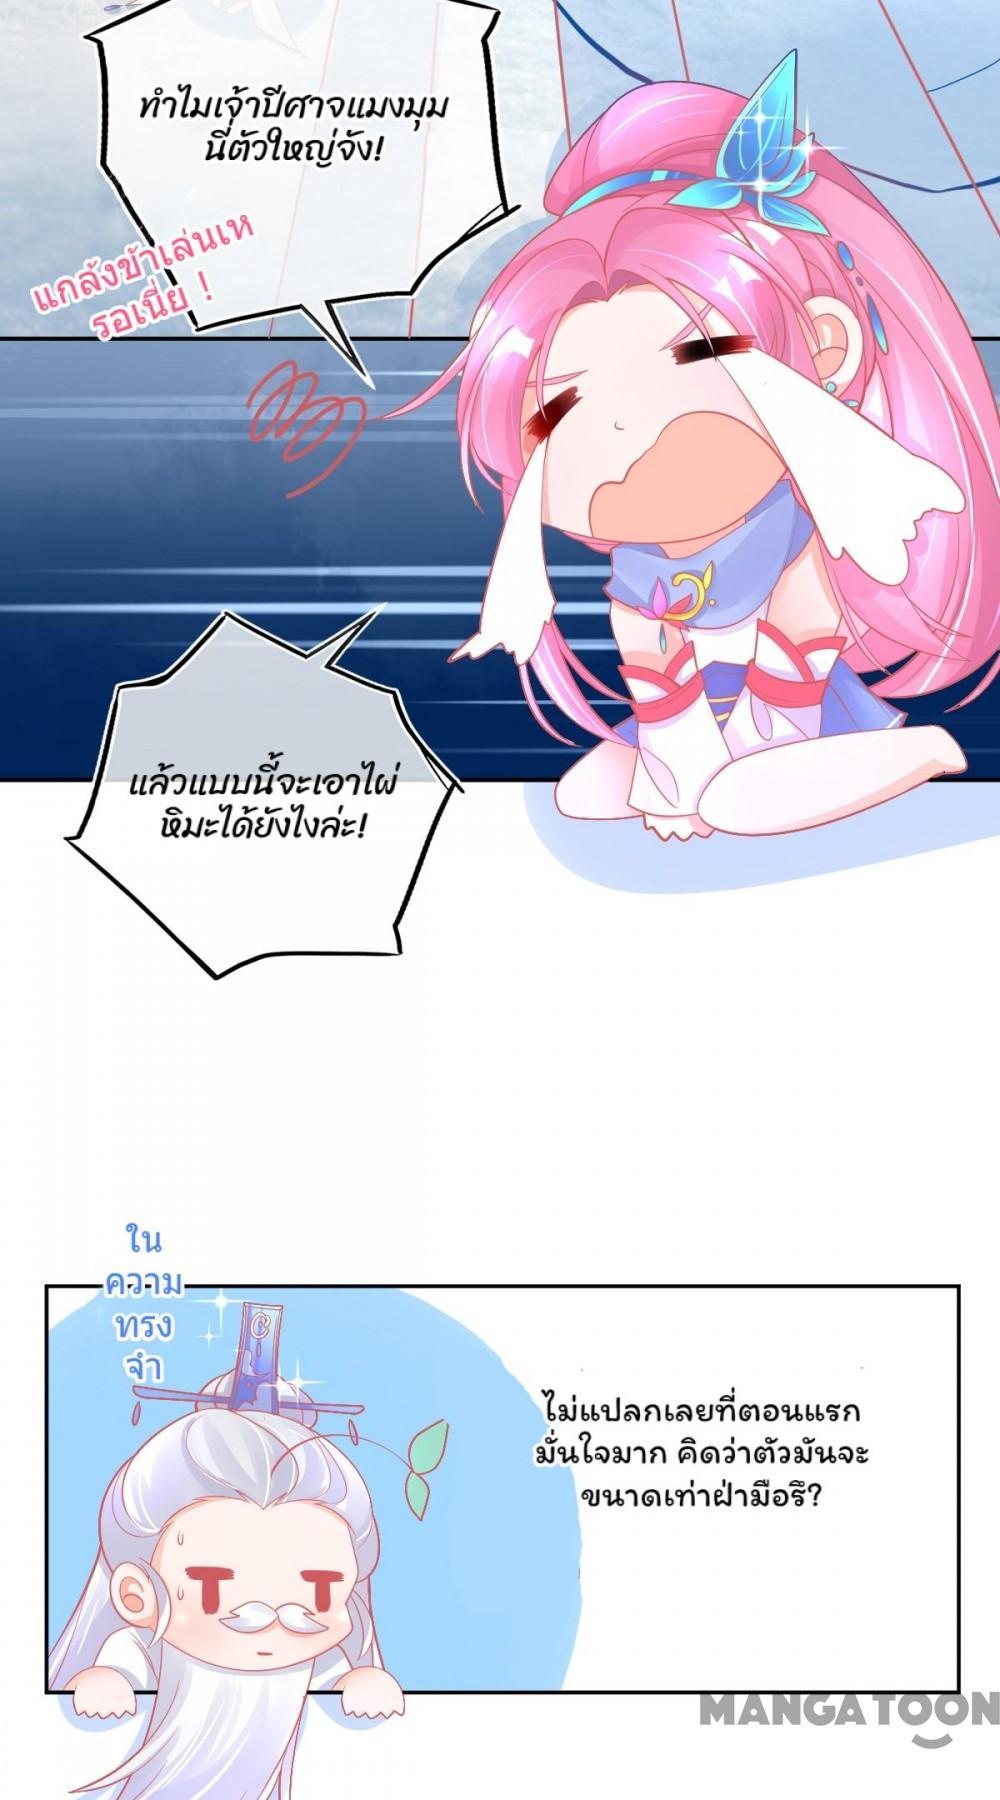 ทำไมเจ้าปีศาจแมงมุม
นี่ตัวใหญ่จัง!
แกล้งข้าเล่นเห
รอเนี่ย !
แล้วแบบนี้จะเอาไผ่
หิมะได้ยังไงล่ะ!
ใน
ความ
ทรง
จำ
ไม่แปลกเลยที่ตอนแรก
มั่นใจมาก คิดว่าตัวมันจะ
ขนาดเท่าฝ่ามือรึ?
MANGATOON